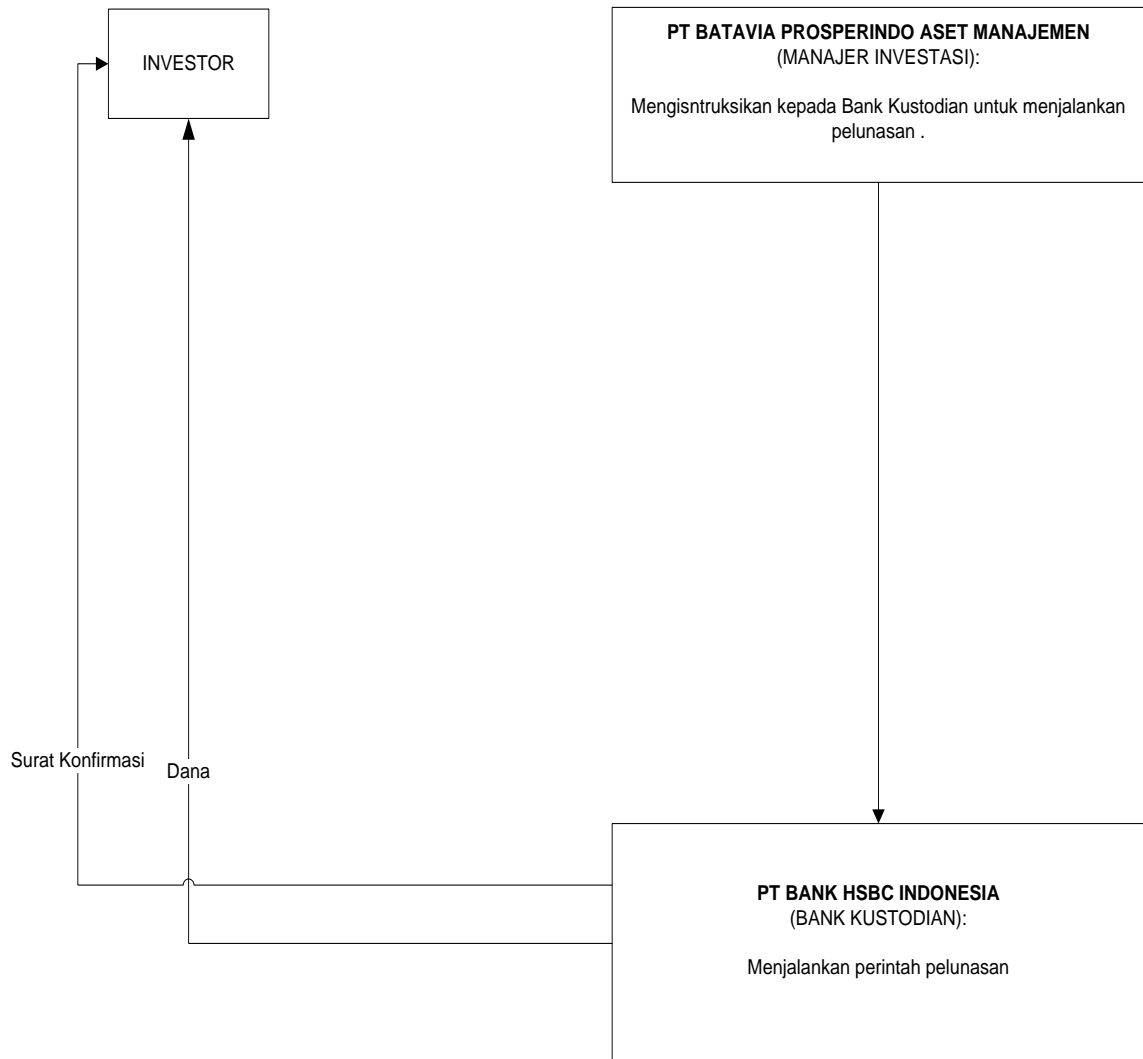 INVESTOR
PT BATAVIA PROSPERINDO ASET MANAJEMEN
(MANAJER INVESTASI):
Mengisntruksikan kepada Bank Kustodian untuk menjalankan
pelunasan .
Surat Konfirmasi
Dana
PT BANK HSBC INDONESIA
(BANK KUSTODIAN):
Menjalankan perintah pelunasan